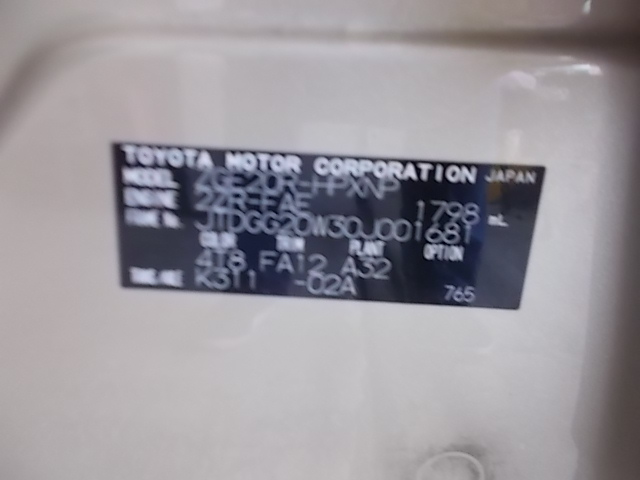 TOYOTA MOTOR CORPORATION JAPAN
MODEL ZGE20R-HPXNP
ENGINE 2ZR-FAE 1798 mL
FRAME No. JTDGG20W30J001681
COLOR TRIM PLANT OPTION
4T8 FA12 A32
TRANS/AXLE K311 -02A
765